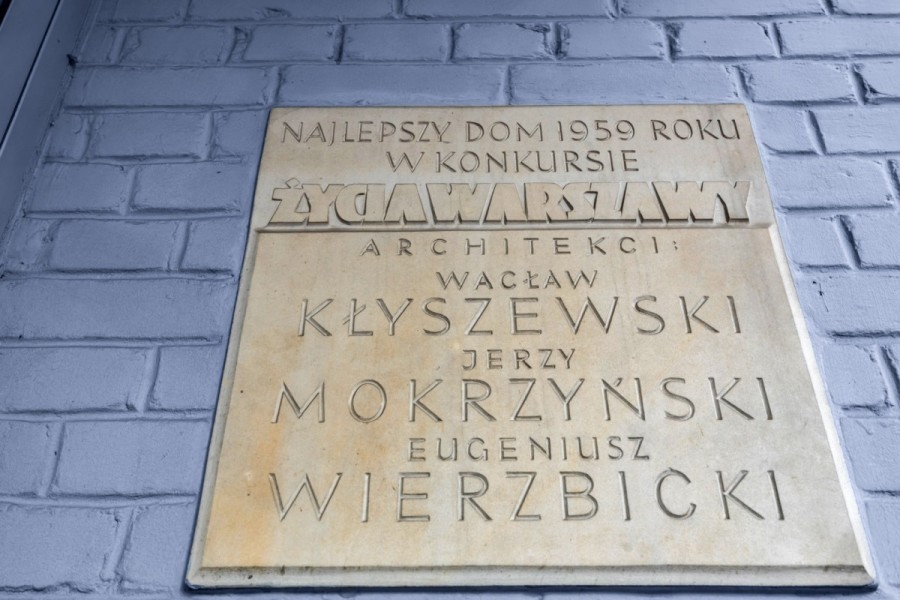 NAJLEPSZY DOM 1959 ROKU
W KONKURSIE
ŻYCIA WARSZAWY
ARCHITEKCI:
WACŁAW
KŁYSZEWSKI
JERZY
MOKRZYŃSKI
EUGENIUSZ
WIERZBICKI